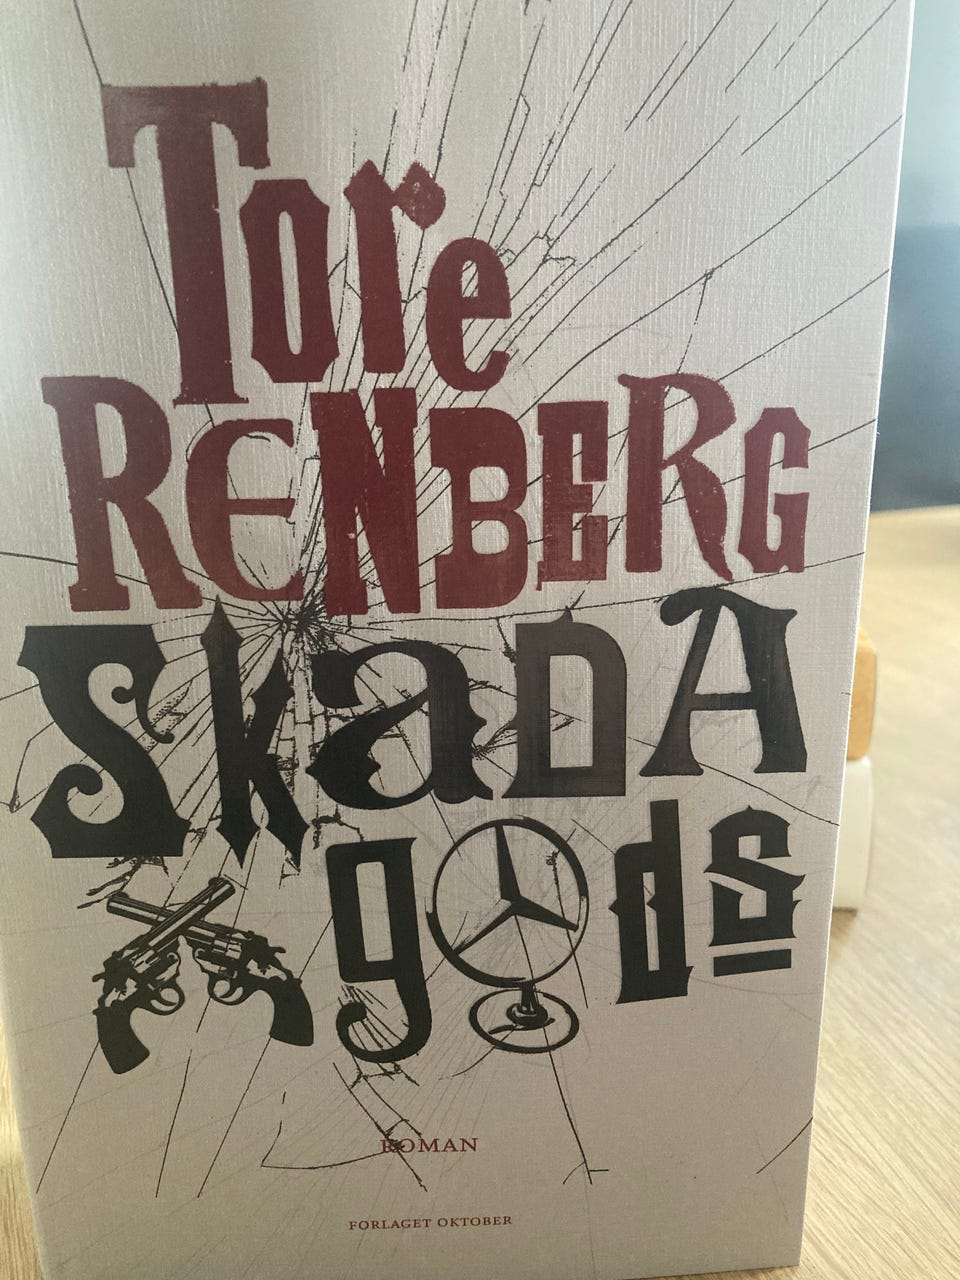 Tore
RENBERG
SkaDA
gods
ROMAN
FORLAGET OKTOBER